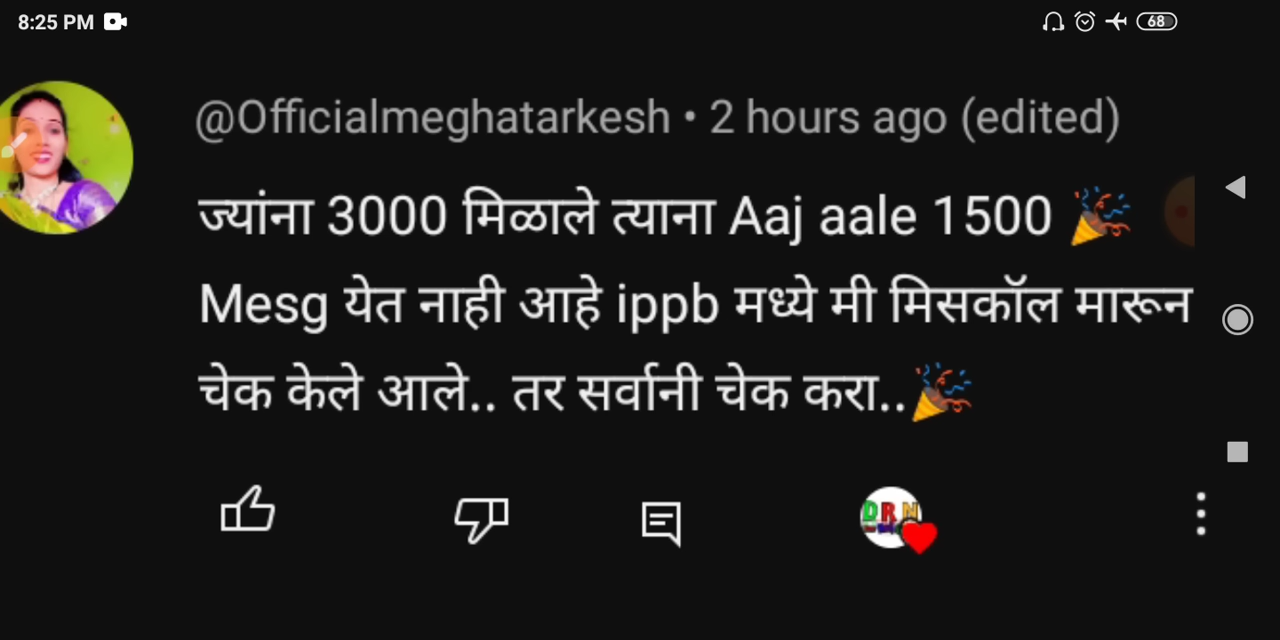 8:25 PM 68
@Officialmeghatarkesh • 2 hours ago (edited)
ज्यांना 3000 मिळाले त्याना Aaj aale 1500 🎉
Mesg येत नाही आहे ippb मध्ये मी मिसकॉल मारून
चेक केले आले.. तर सर्वानी चेक करा..🎉
DRN